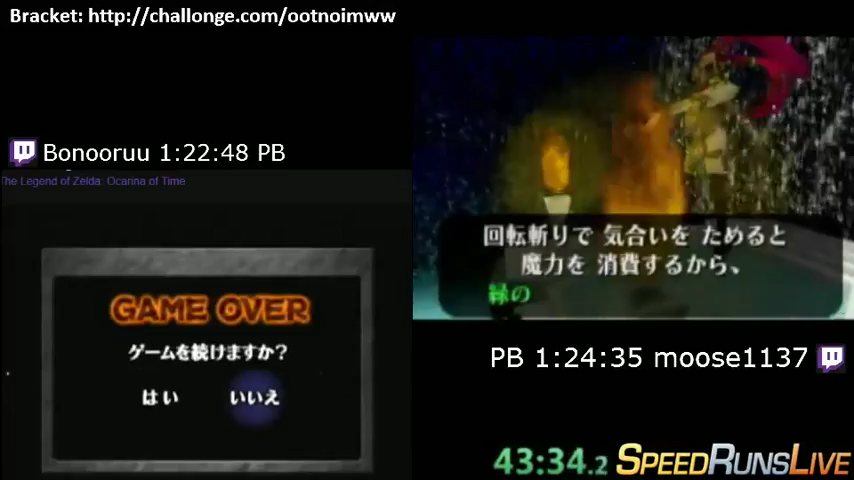 Bracket: http://challonge.com/ootnoimww
Bonooruu 1:22:48 PB
The Legend of Zelda: Ocarina of Time
GAME OVER
ゲームを続けますか?
はい いいえ
回転斬りで 気合いを ためると
魔力を 消費するから、
緑の
PB 1:24:35 moose1137
43:34.2 SPEEDRUNSLIVE